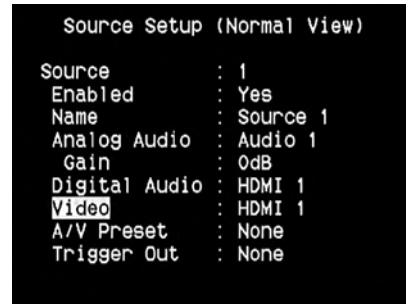 Source Setup (Normal View)
Source : 1
Enabled : Yes
Name : Source 1
Analog Audio : Audio 1
Gain : 0dB
Digital Audio : HDMI 1
Video : HDMI 1
A/V Preset : None
Trigger Out : None